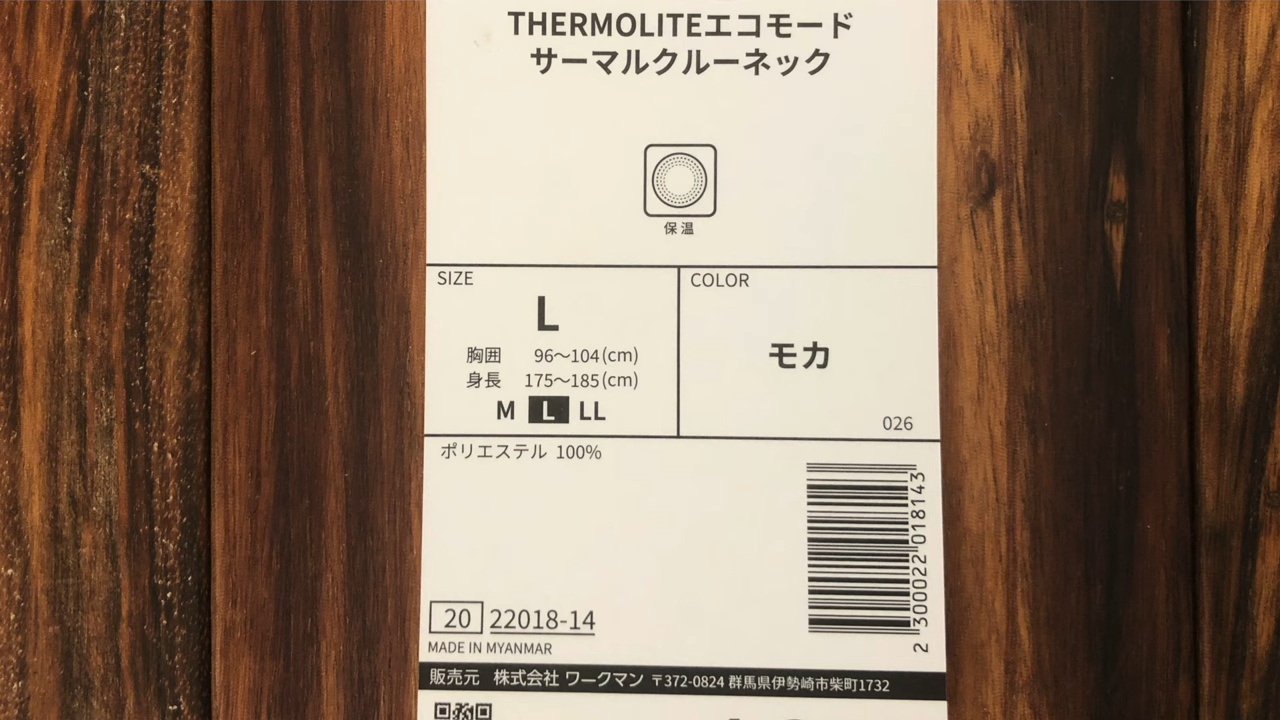 THERMOLITEエコモード
サーマルクルーネック
保温
SIZE
L
胸囲 96〜104(cm)
身長 175〜185(cm)
M L LL
COLOR
モカ
026
ポリエステル 100%
2 300022 018143
20 22018-14
MADE IN MYANMAR
販売元 株式会社 ワークマン 〒372-0824 群馬県伊勢崎市柴町1732